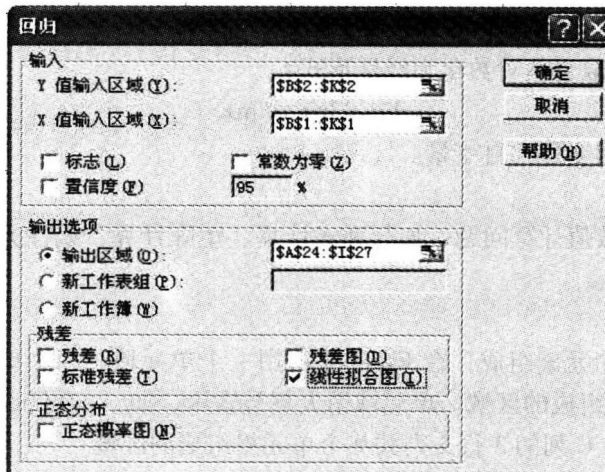 回归
输入
Y 值输入区域(Y): $B$2:$K$2
X 值输入区域(X): $B$1:$K$1
标志(L) 常数为零(Z)
置信度(F) 95 %
输出选项
输出区域(O): $A$24:$I$27
新工作表组(P):
新工作簿(W)
残差
残差(R) 残差图(D)
标准残差(T) 线性拟合图(I)
正态分布
正态概率图(N)
确定
取消
帮助(H)